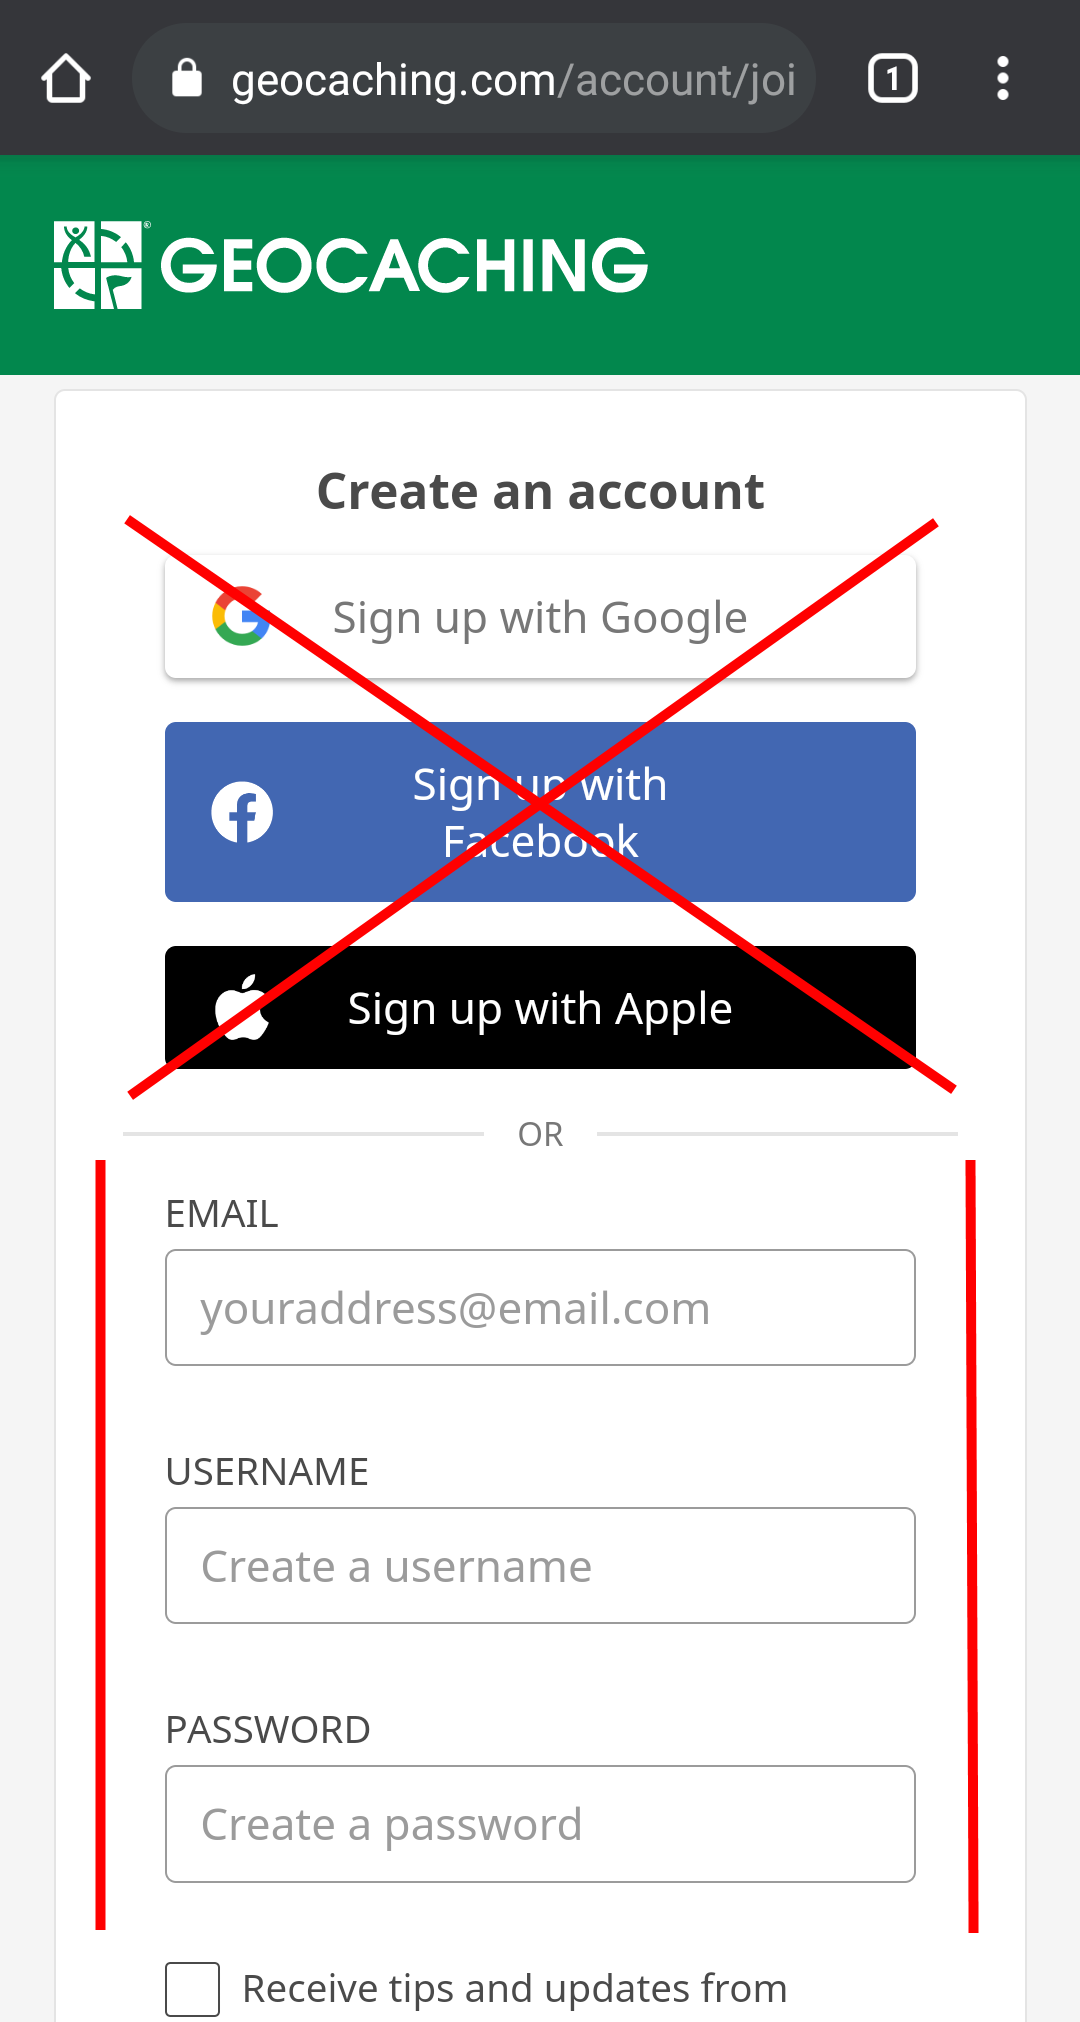 geocaching.com/account/joi
1
GEOCACHING
®
Create an account
Sign up with Google
Sign up with
Facebook
Sign up with Apple
OR
EMAIL
youraddress@email.com
USERNAME
Create a username
PASSWORD
Create a password
Receive tips and updates from